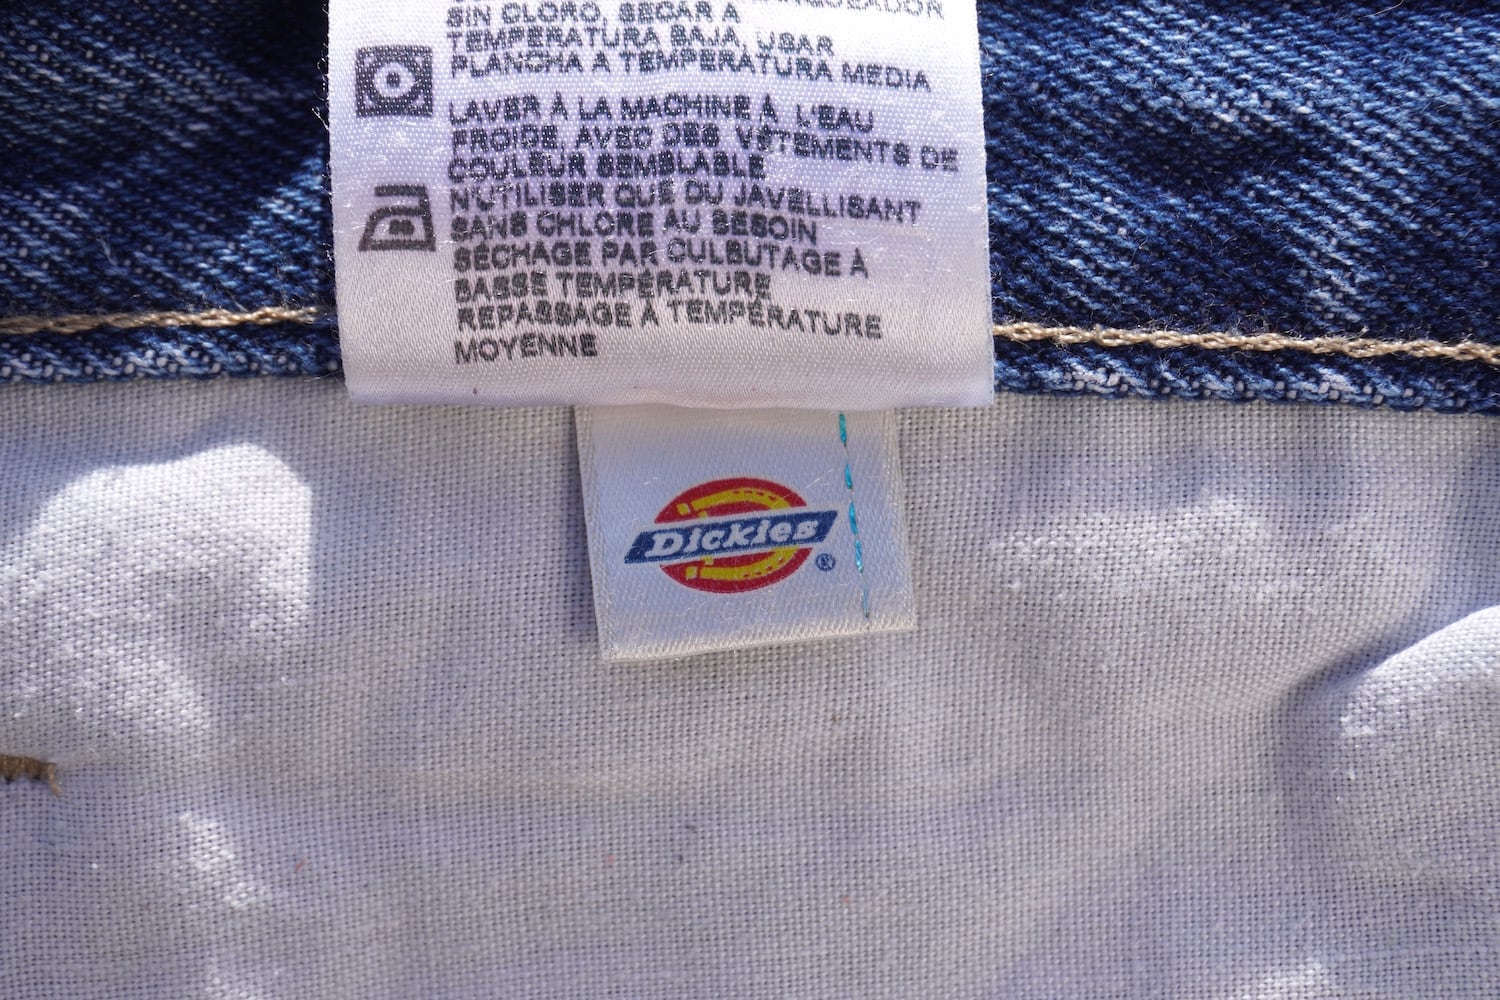 SIN CLORO, SECAR A
TEMPERATURA BAJA, USAR
PLANCHA A TEMPERATURA MEDIA
LAVER À LA MACHINE À L'EAU
FROIDE, AVEC DES VÊTEMENTS DE
COULEUR SEMBLABLE
N'UTILISER QUE DU JAVELLISANT
SANS CHLORE AU BESOIN
SÉCHAGE PAR CULBUTAGE À
BASSE TEMPÉRATURE
REPASSAGE À TEMPÉRATURE
MOYENNE
Dickies
®